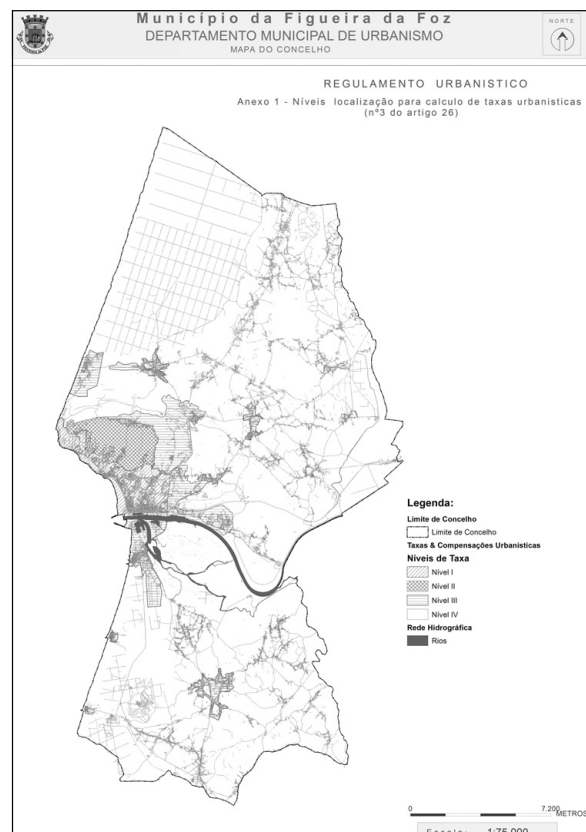 Município da Figueira da Foz
DEPARTAMENTO MUNICIPAL DE URBANISMO
MAPA DO CONCELHO
NORTE
REGULAMENTO URBANISTICO
Anexo 1 - Níveis localização para calculo de taxas urbanisticas
(nº3 do artigo 26)
Legenda:
Limite de Concelho
Limite de Concelho
Taxas & Compensações Urbanísticas
Níveis de Taxa
Nível I
Nível II
Nível III
Nível IV
Rede Hidrográfica
Rios
0 7.200
METROS
Escala: 1:75.000